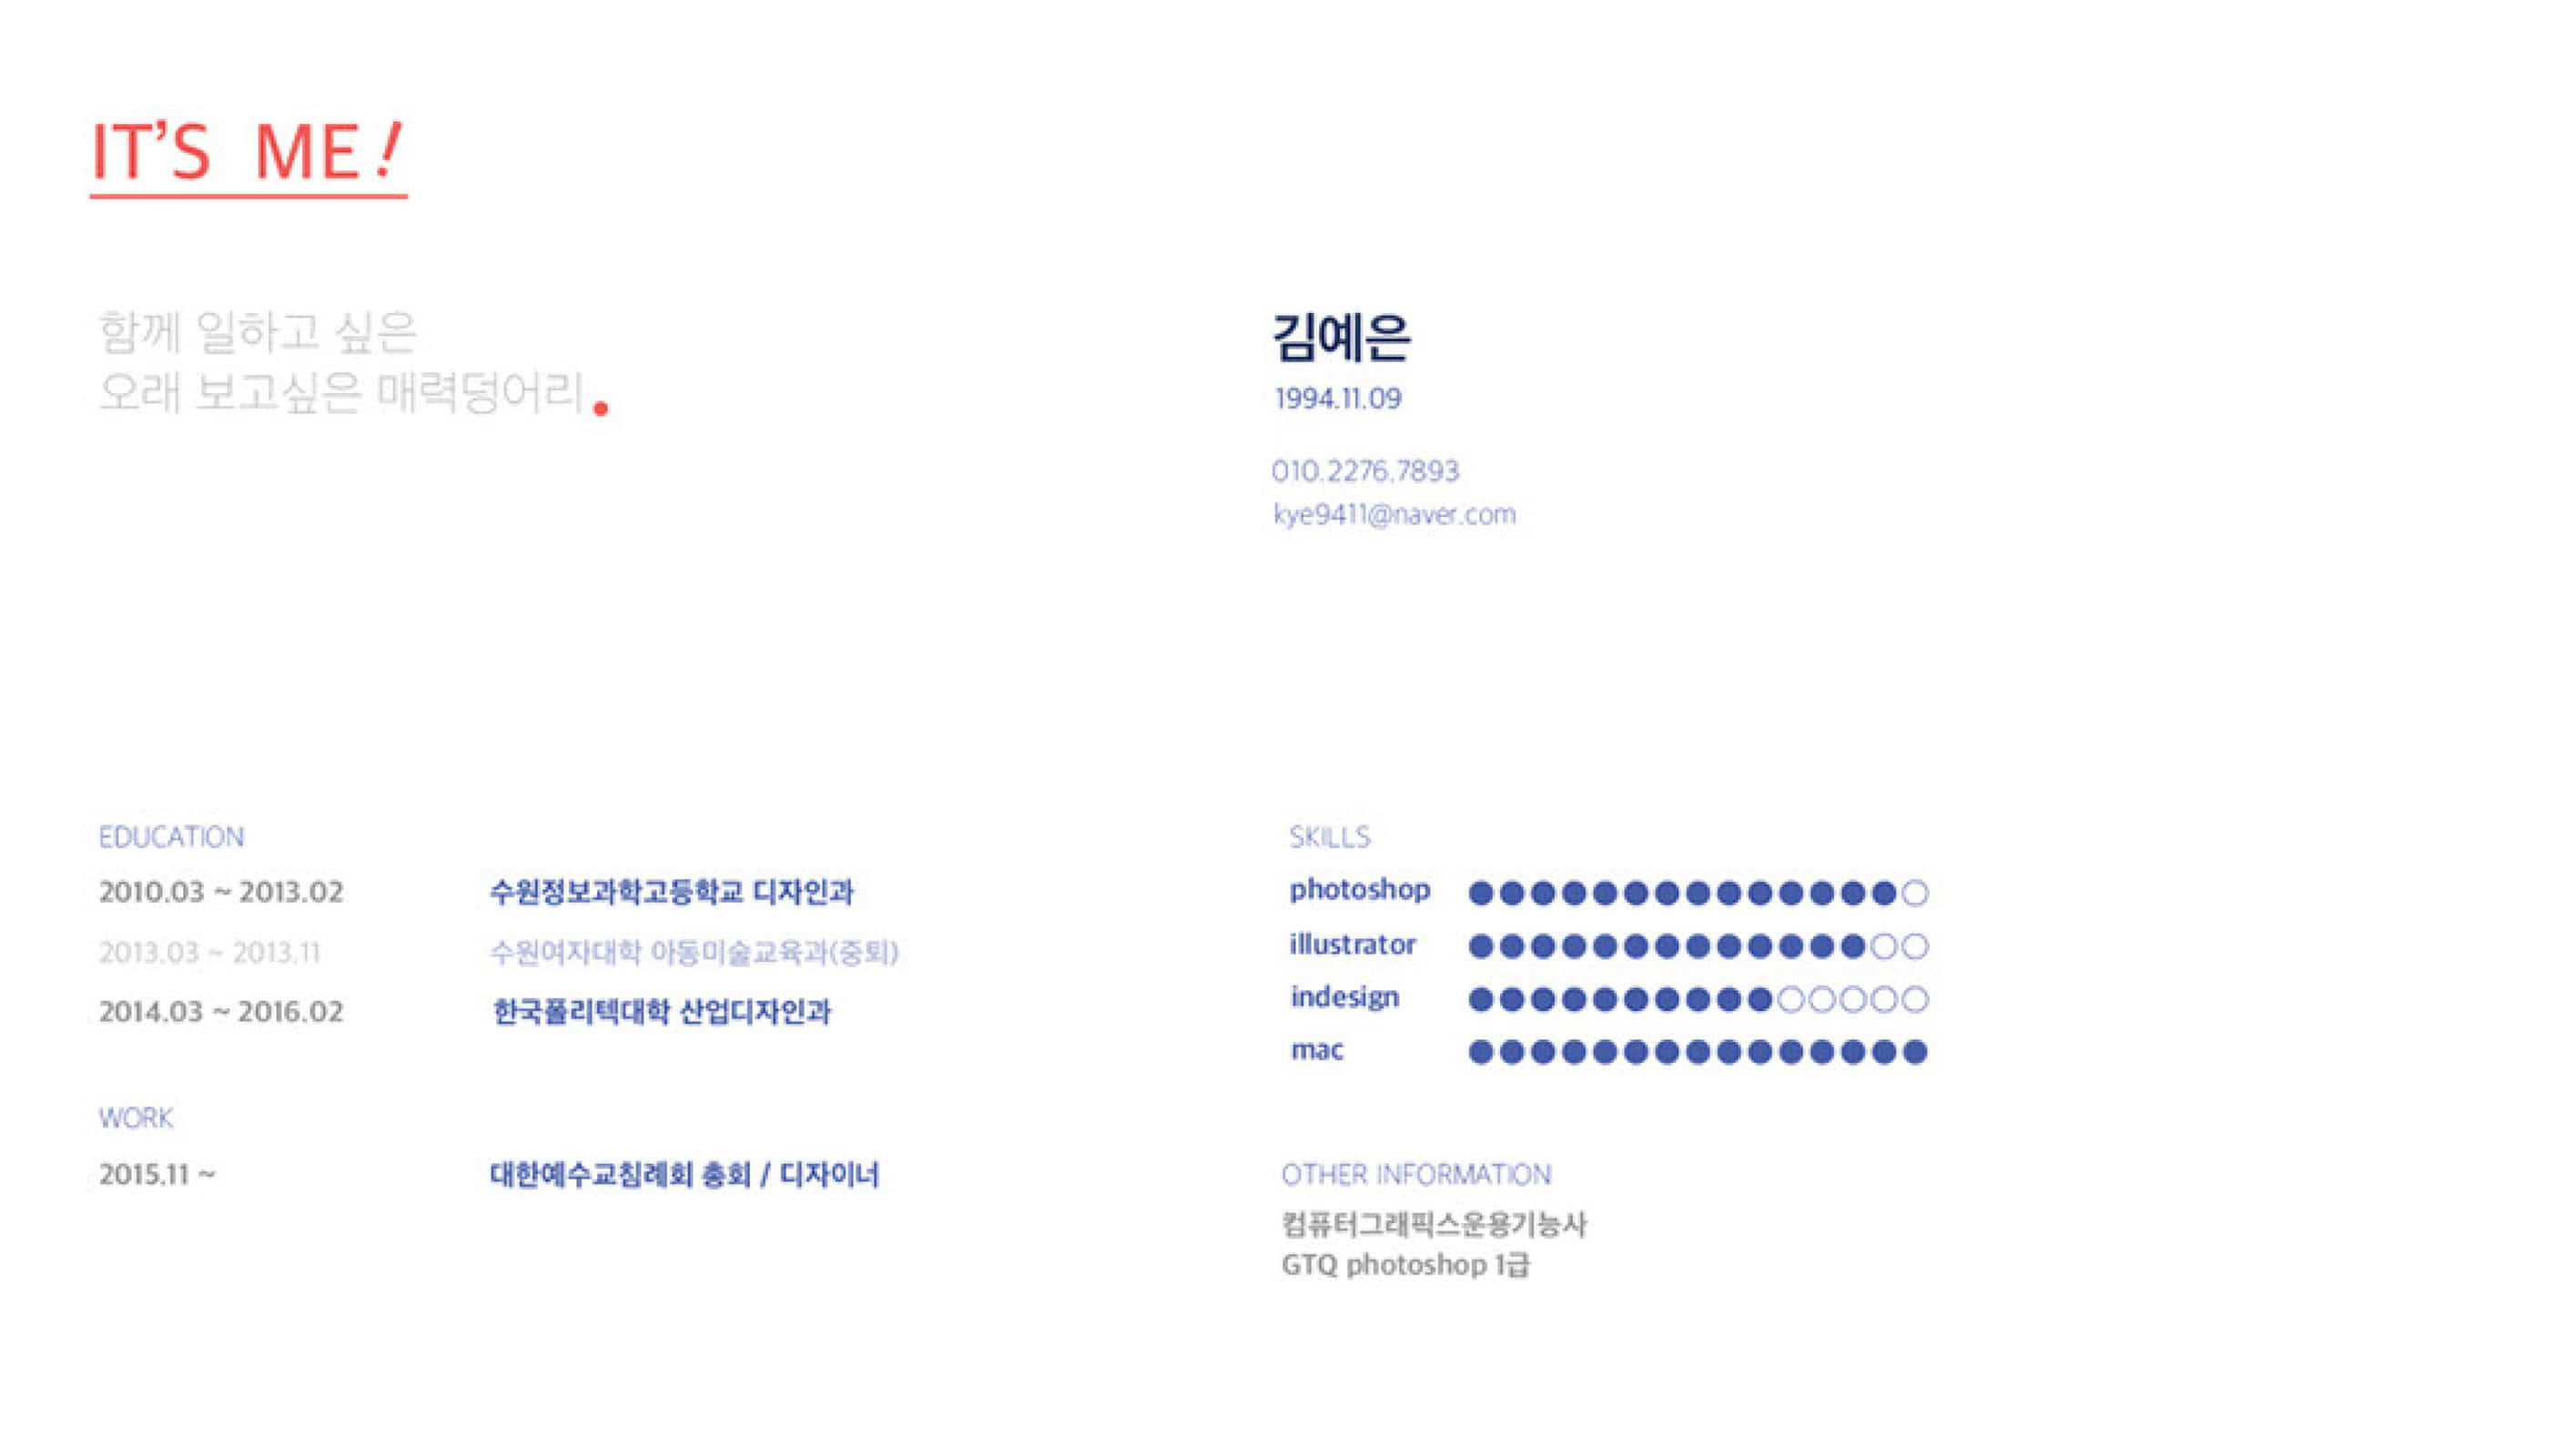 IT'S ME!
함께 일하고 싶은
오래 보고싶은 매력덩어리.
김예은
1994.11.09
010.2276.7893
kye9411@naver.com
EDUCATION
2010.03 ~ 2013.02 수원정보과학고등학교 디자인과
2013.03 ~ 2013.11 수원여자대학 아동미술교육과(중퇴)
2014.03 ~ 2016.02 한국폴리텍대학 산업디자인과
WORK
2015.11 ~ 대한예수교침례회 총회 / 디자이너
SKILLS
photoshop
illustrator
indesign
mac
OTHER INFORMATION
컴퓨터그래픽스운용기능사
GTQ photoshop 1급